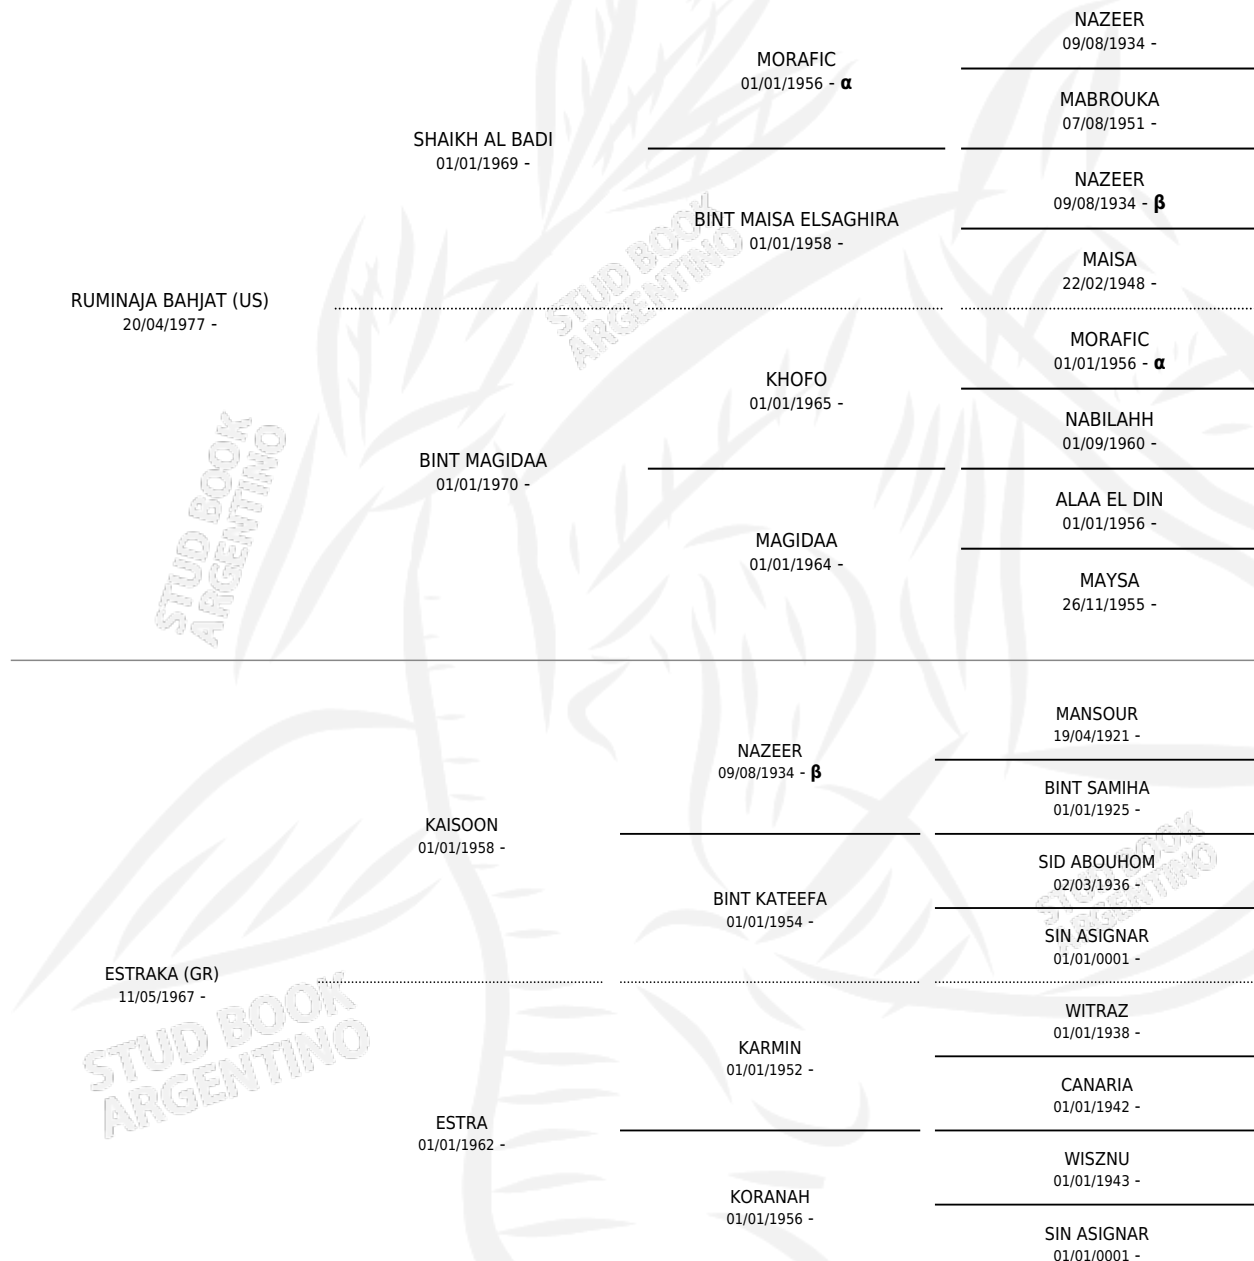 NAZEER
09/08/1934 -
MORAFIC
01/01/1956 - α
MABROUKA
07/08/1951 -
SHAIKH AL BADI
01/01/1969 -
NAZEER
09/08/1934 - β
BINT MAISA ELSAGHIRA
01/01/1958 -
MAISA
22/02/1948 -
RUMINAJA BAHJAT (US)
20/04/1977 -
MORAFIC
01/01/1956 - α
KHOFO
01/01/1965 -
NABILAHH
01/09/1960 -
BINT MAGIDAA
01/01/1970 -
ALAA EL DIN
01/01/1956 -
MAGIDAA
01/01/1964 -
MAYSA
26/11/1955 -
MANSOUR
19/04/1921 -
NAZEER
09/08/1934 - β
BINT SAMIHA
01/01/1925 -
KAISOON
01/01/1958 -
SID ABOUHOM
02/03/1936 -
BINT KATEEFA
01/01/1954 -
SIN ASIGNAR
01/01/0001 -
ESTRAKA (GR)
11/05/1967 -
WITRAZ
01/01/1938 -
KARMIN
01/01/1952 -
CANARIA
01/01/1942 -
ESTRA
01/01/1962 -
WISZNU
01/01/1943 -
KORANAH
01/01/1956 -
SIN ASIGNAR
01/01/0001 -
STUD BOOK
ARGENTINO
STUD BOOK
ARGENTINO
STUD BOOK
ARGENTINO
STUD BOOK
ARGENTINO